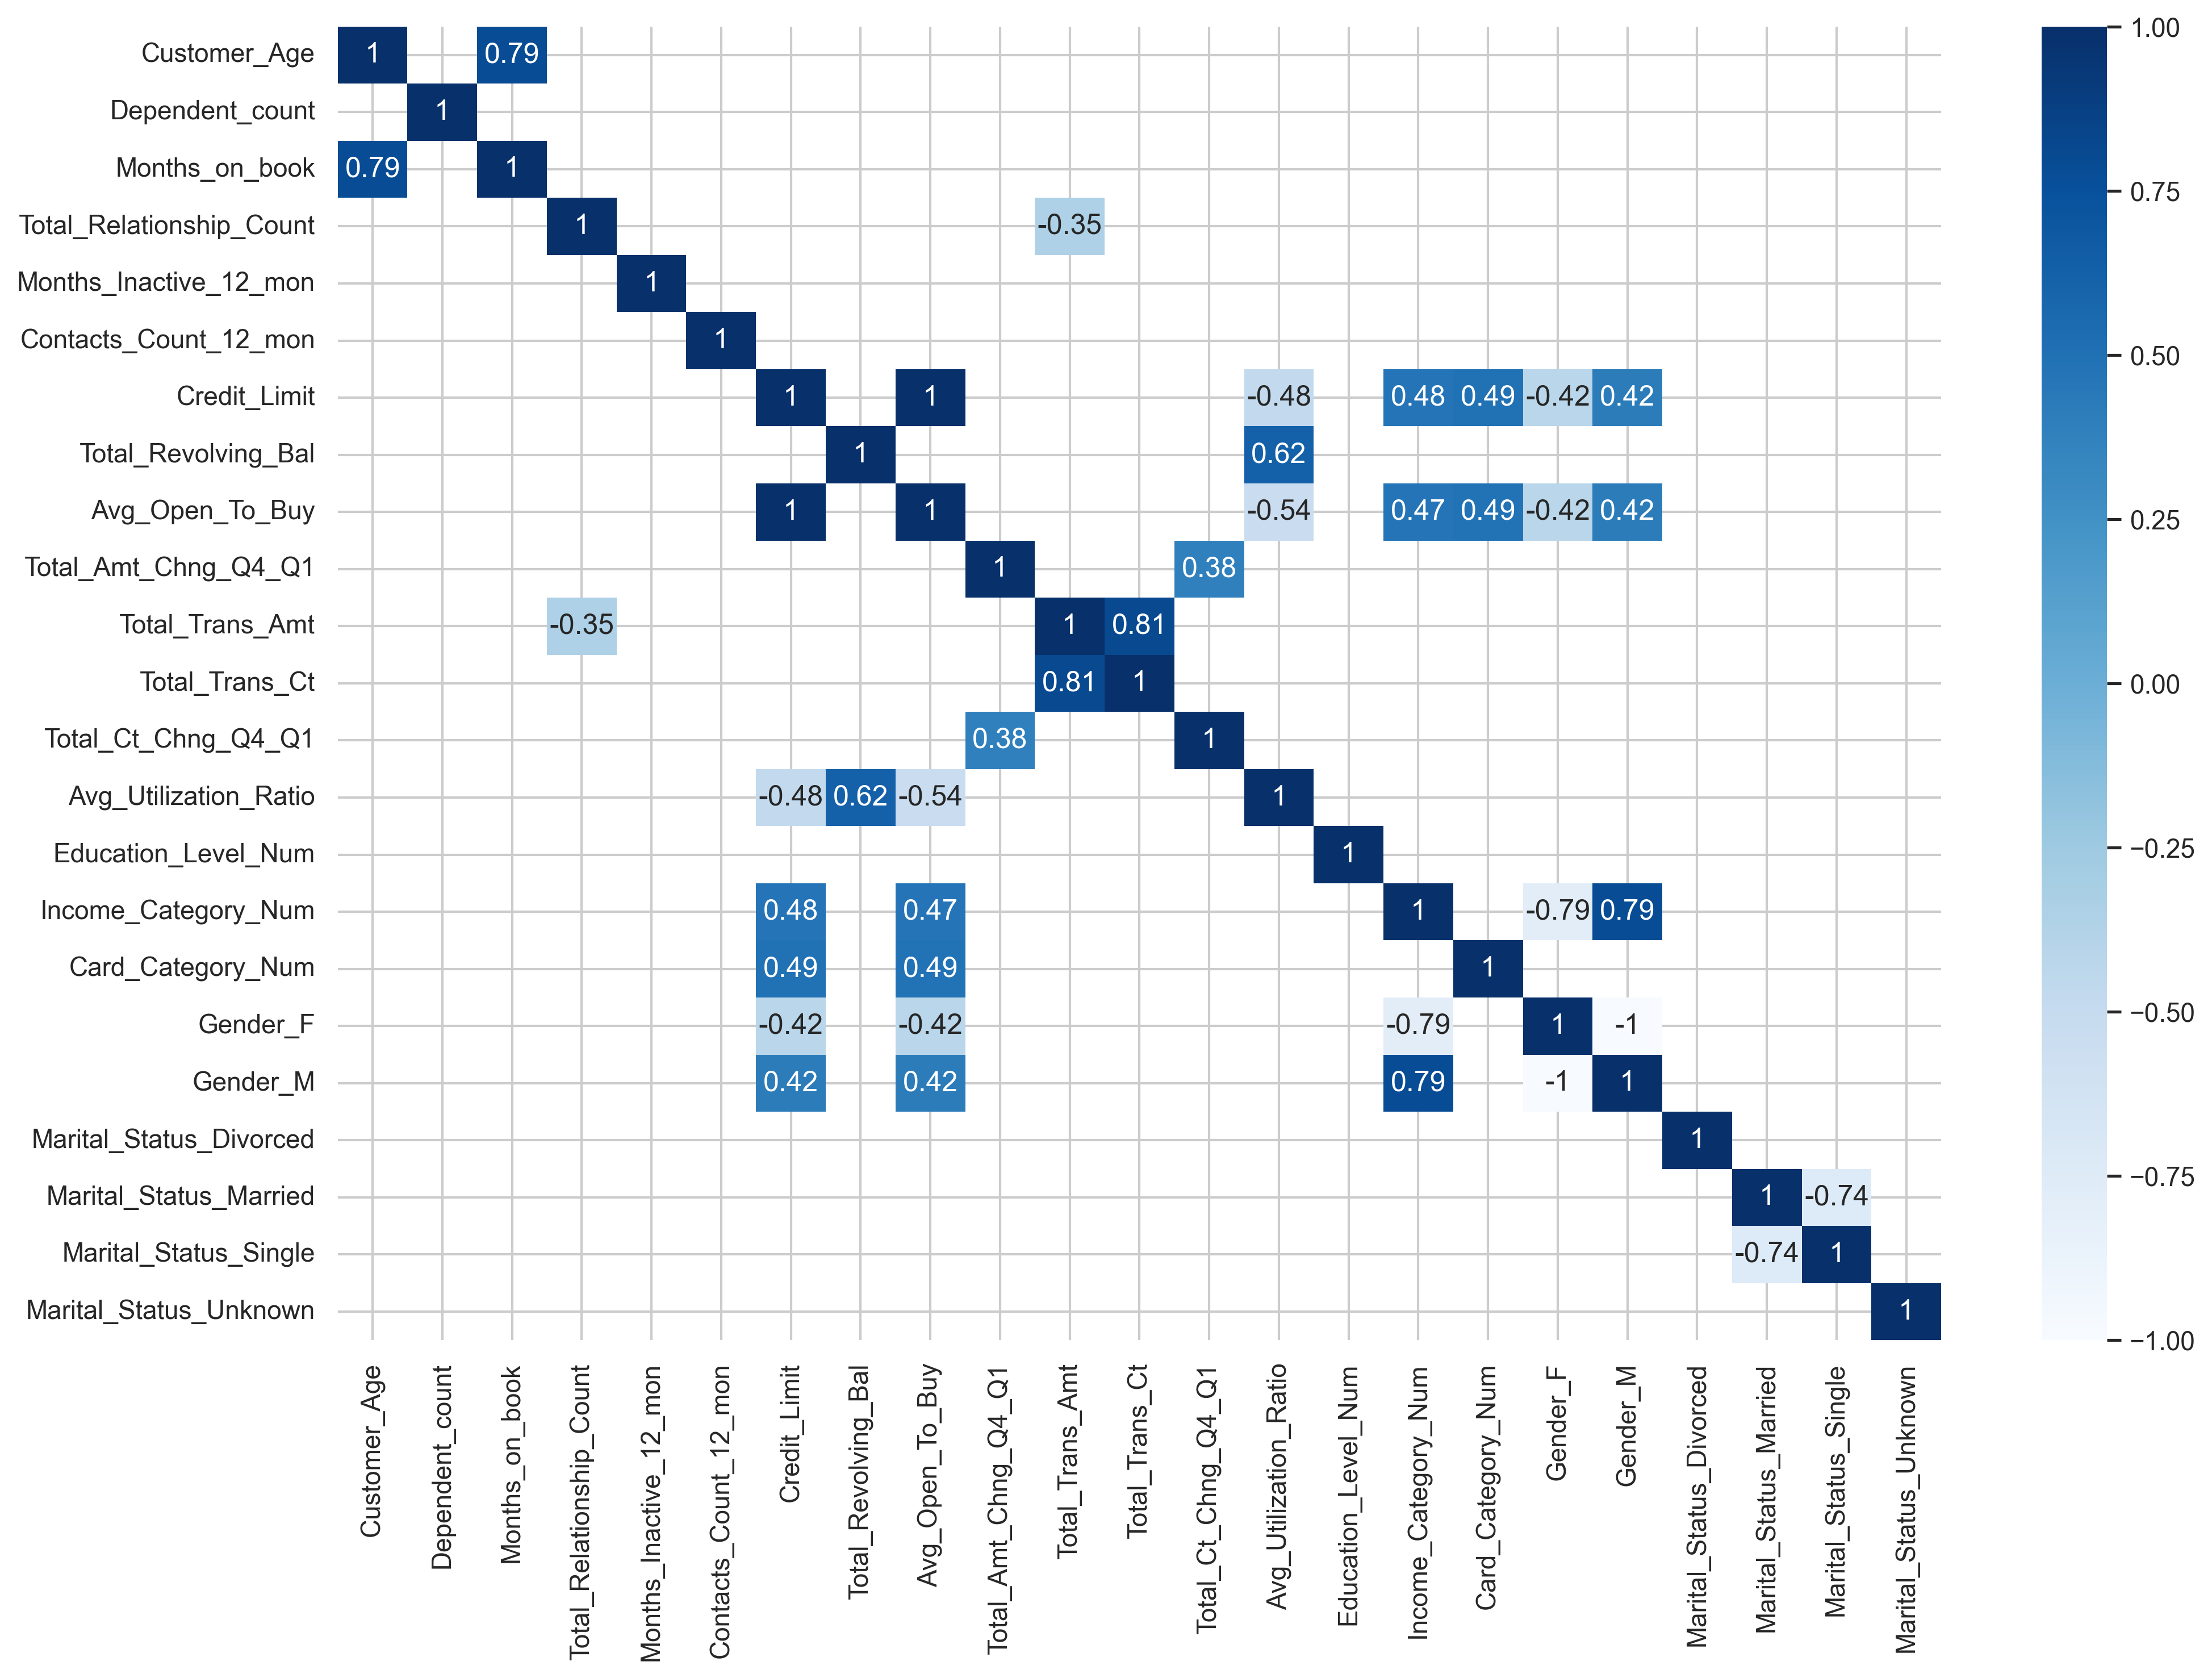 Customer_Age 1 0.79
Dependent_count 1
Months_on_book 0.79 1
Total_Relationship_Count 1 -0.35
Months_Inactive_12_mon 1
Contacts_Count_12_mon 1
Credit_Limit 1 1 -0.48 0.48 0.49 -0.42 0.42
Total_Revolving_Bal 1 0.62
Avg_Open_To_Buy 1 1 -0.54 0.47 0.49 -0.42 0.42
Total_Amt_Chng_Q4_Q1 1 0.38
Total_Trans_Amt -0.35 1 0.81
Total_Trans_Ct 0.81 1
Total_Ct_Chng_Q4_Q1 0.38 1
Avg_Utilization_Ratio -0.48 0.62 -0.54 1
Education_Level_Num 1
Income_Category_Num 0.48 0.47 1 -0.79 0.79
Card_Category_Num 0.49 0.49 1
Gender_F -0.42 -0.42 -0.79 1 -1
Gender_M 0.42 0.42 0.79 -1 1
Marital_Status_Divorced 1
Marital_Status_Married 1 -0.74
Marital_Status_Single -0.74 1
Marital_Status_Unknown 1
Customer_Age
Dependent_count
Months_on_book
Total_Relationship_Count
Months_Inactive_12_mon
Contacts_Count_12_mon
Credit_Limit
Total_Revolving_Bal
Avg_Open_To_Buy
Total_Amt_Chng_Q4_Q1
Total_Trans_Amt
Total_Trans_Ct
Total_Ct_Chng_Q4_Q1
Avg_Utilization_Ratio
Education_Level_Num
Income_Category_Num
Card_Category_Num
Gender_F
Gender_M
Marital_Status_Divorced
Marital_Status_Married
Marital_Status_Single
Marital_Status_Unknown
1.00
0.75
0.50
0.25
0.00
−0.25
−0.50
−0.75
−1.00